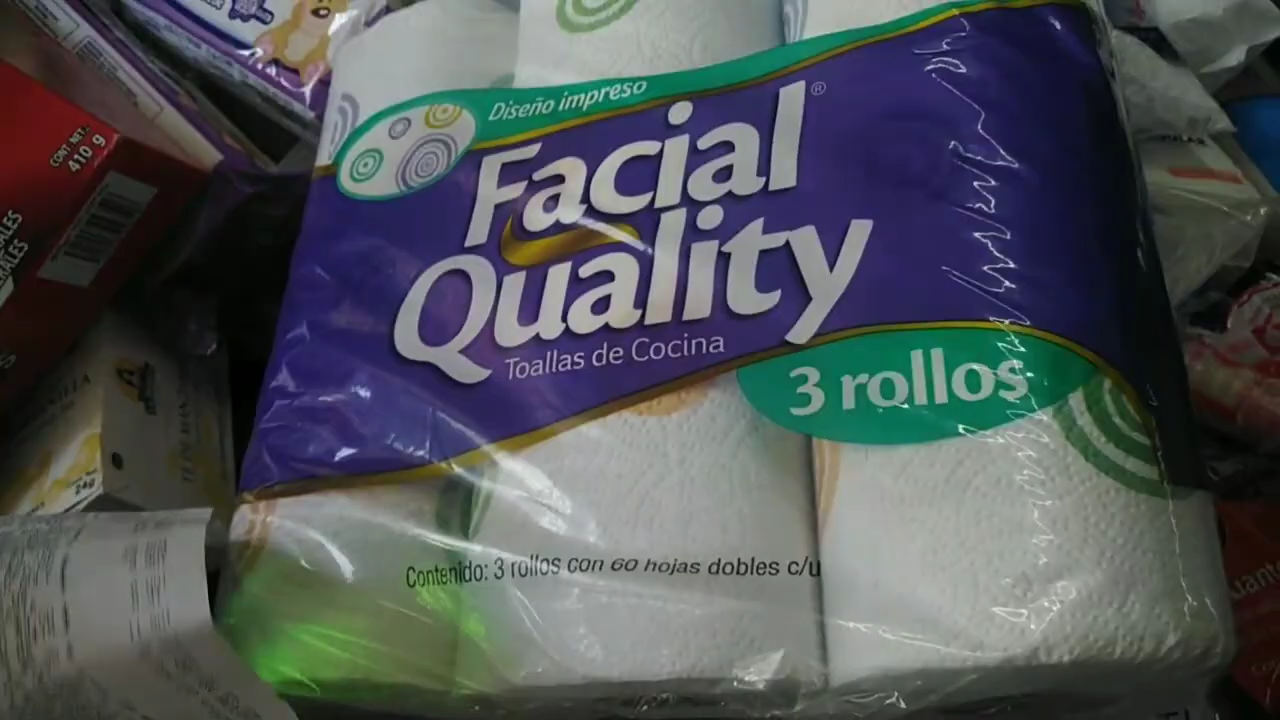 Diseño impreso
Facial
Quality
®
Toallas de Cocina
3 rollos
Contenido: 3 rollos con 60 hojas dobles c/u
CONT. NET.
410 g
24g